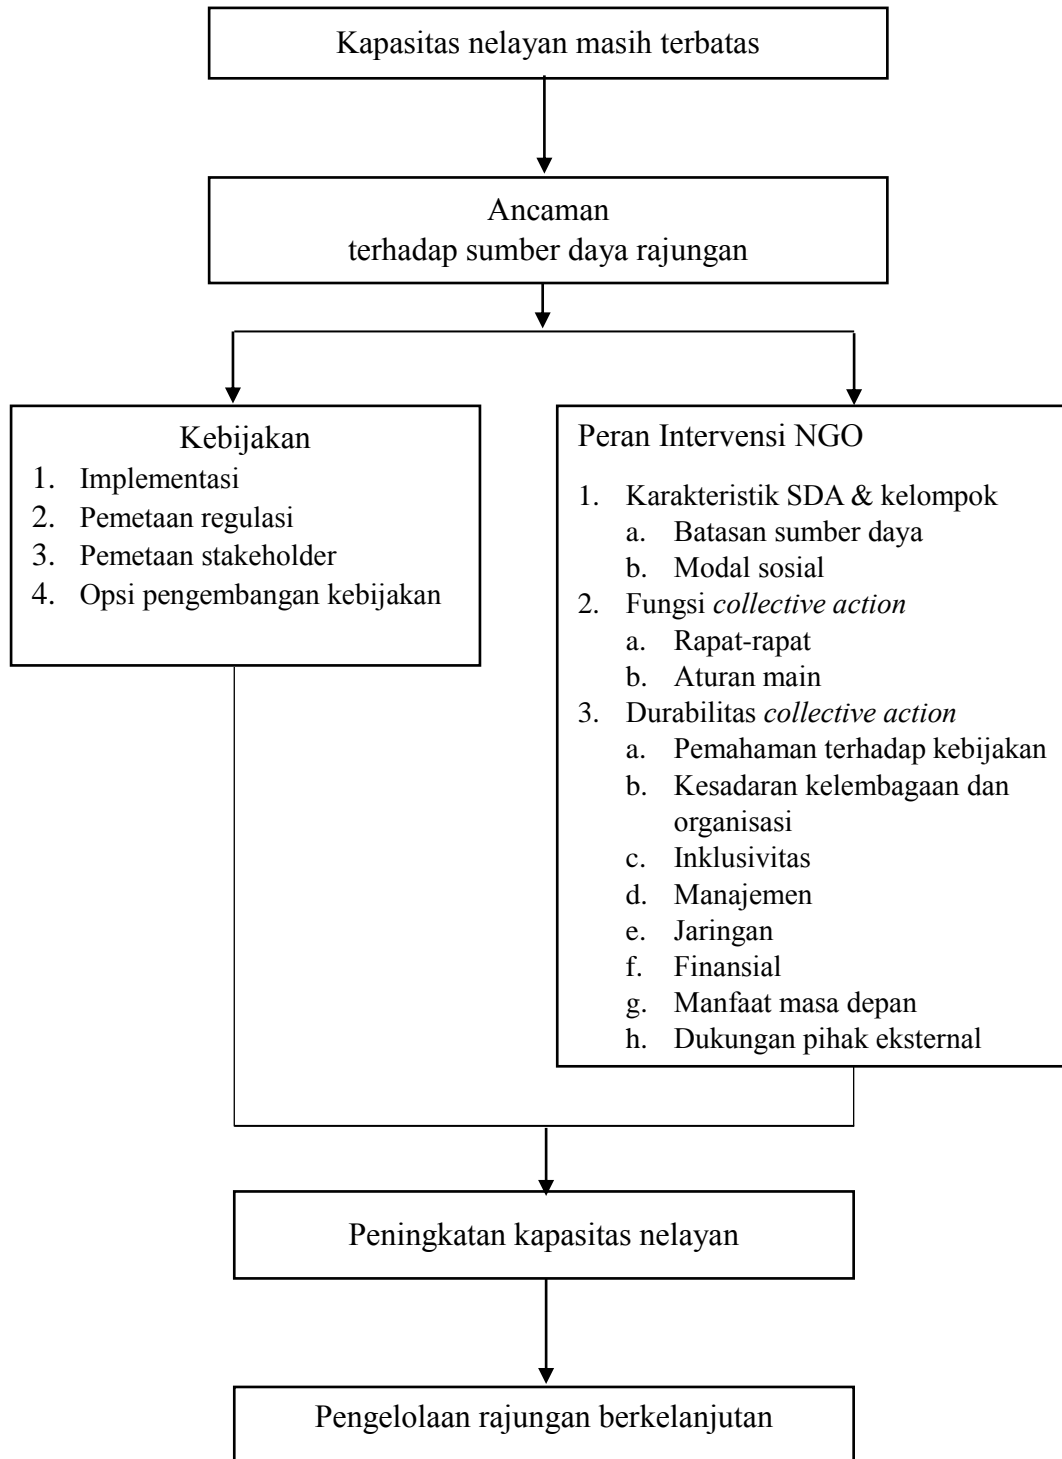 Kapasitas nelayan masih terbatas
Ancaman
terhadap sumber daya rajungan
Kebijakan
1. Implementasi
2. Pemetaan regulasi
3. Pemetaan stakeholder
4. Opsi pengembangan kebijakan
Peran Intervensi NGO
1. Karakteristik SDA & kelompok
a. Batasan sumber daya
b. Modal sosial
2. Fungsi collective action
a. Rapat-rapat
b. Aturan main
3. Durabilitas collective action
a. Pemahaman terhadap kebijakan
b. Kesadaran kelembagaan dan
organisasi
c. Inklusivitas
d. Manajemen
e. Jaringan
f. Finansial
g. Manfaat masa depan
h. Dukungan pihak eksternal
Peningkatan kapasitas nelayan
Pengelolaan rajungan berkelanjutan